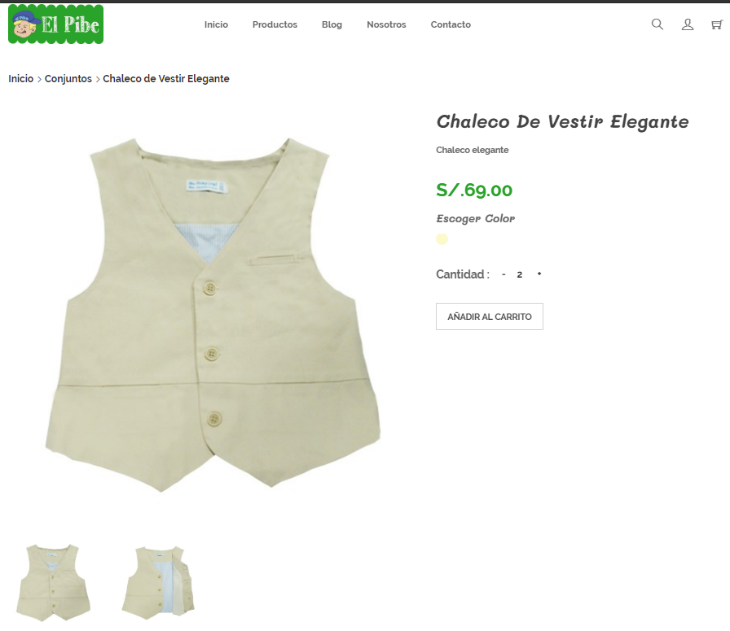 El Pibe
Inicio Productos Blog Nosotros Contacto
Inicio > Conjuntos > Chaleco de Vestir Elegante
Chaleco De Vestir Elegante
Chaleco elegante
S/.69.00
Escoger Color
Cantidad : - 2 +
AÑADIR AL CARRITO